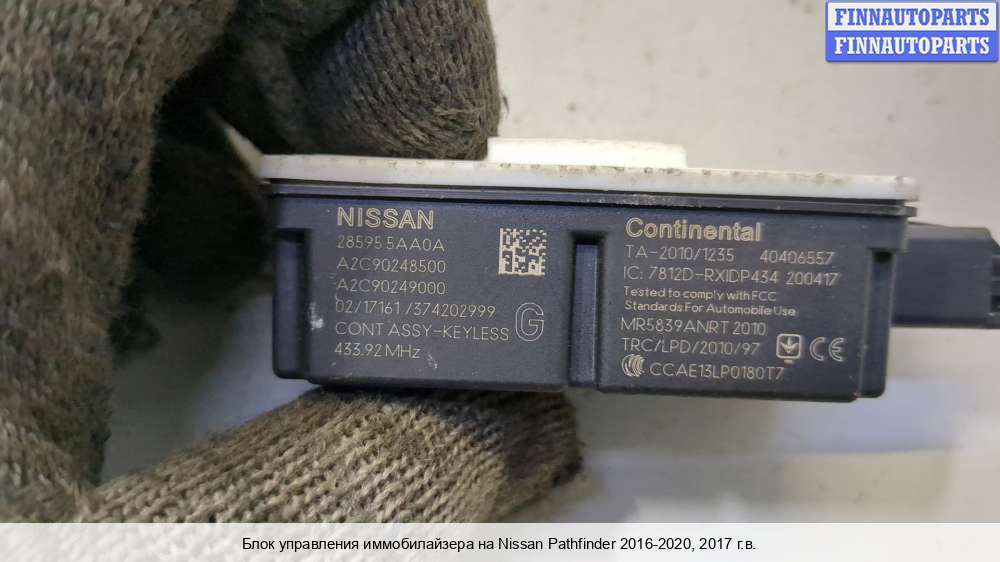 FINNAUTOPARTS
FINNAUTOPARTS
NISSAN
28595 5AA0A
A2C90248500
A2C90249000
02/17161/374202999
CONT ASSY-KEYLESS
433.92 MHz
G
Continental
TA-2010/1235 40406557
IC: 7812D-RXIDP434 200417
Tested to comply with FCC
Standards For Automobile Use
MR5839ANRT 2010
TRC/LPD/2010/97
CE
CCAE13LP0180T7
Блок управления иммобилайзера на Nissan Pathfinder 2016-2020, 2017 г.в.